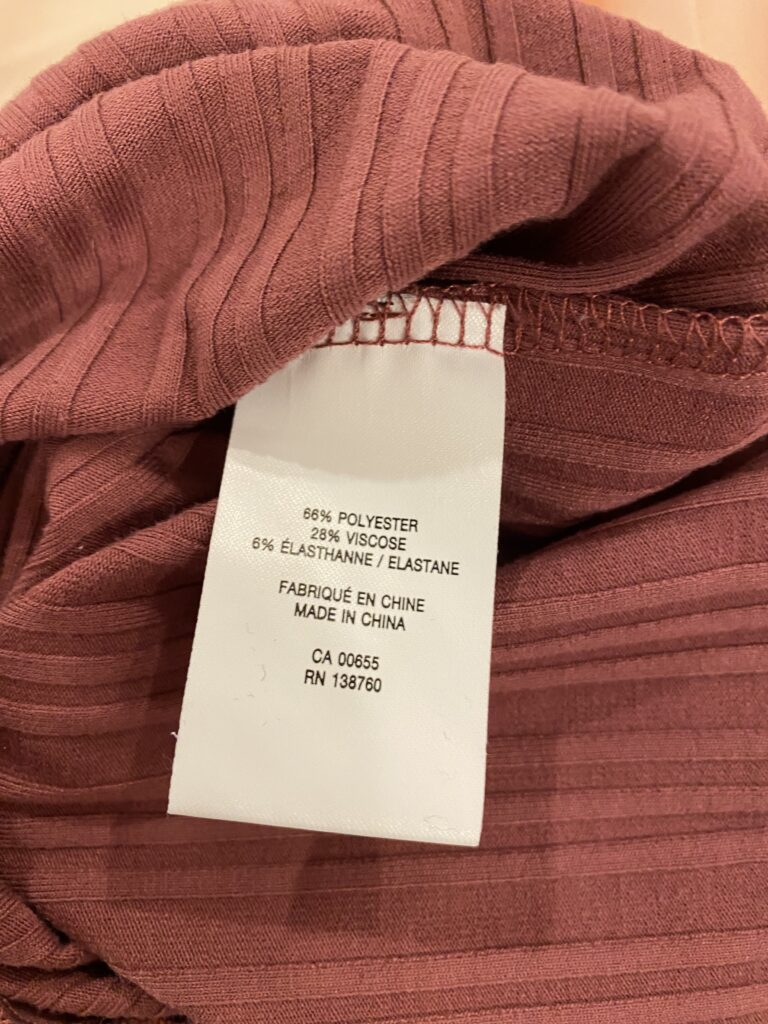 66% POLYESTER
28% VISCOSE
6% ÉLASTHANNE / ELASTANE
FABRIQUÉ EN CHINE
MADE IN CHINA
CA 00655
RN 138760